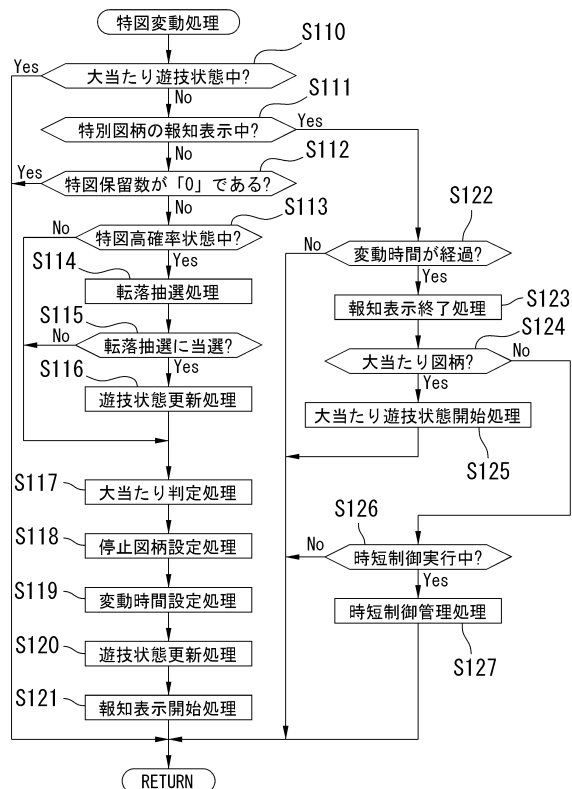 特図変動処理
S110
Yes
大当たり遊技状態中?
No
S111
特別図柄の報知表示中?
Yes
No
S112
Yes
特図保留数が「0」である?
No
S113
No
特図高確率状態中?
Yes
S114
転落抽選処理
S115
No
転落抽選に当選?
Yes
S116
遊技状態更新処理
S117
大当たり判定処理
S118
停止図柄設定処理
S119
変動時間設定処理
S120
遊技状態更新処理
S121
報知表示開始処理
RETURN
S122
No
変動時間が経過?
Yes
S123
報知表示終了処理
S124
大当たり図柄?
No
Yes
大当たり遊技状態開始処理
S125
S126
No
時短制御実行中?
Yes
時短制御管理処理
S127